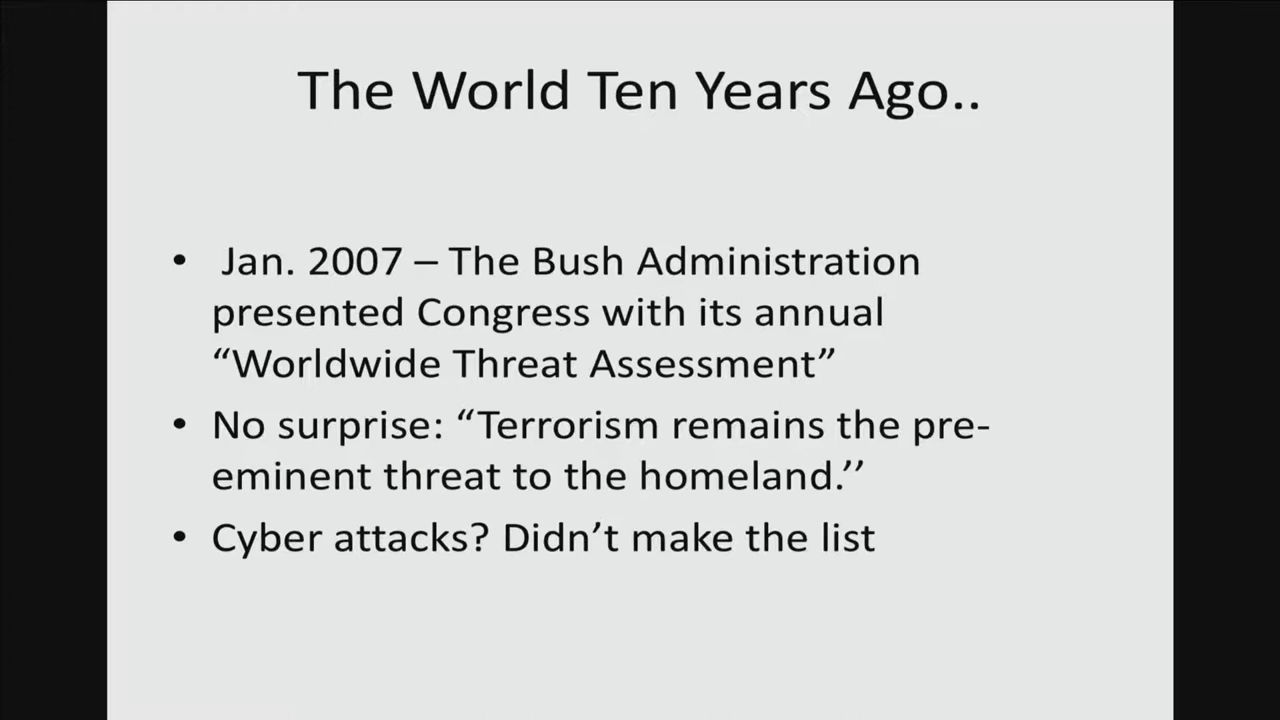 The World Ten Years Ago..
• Jan. 2007 – The Bush Administration
presented Congress with its annual
“Worldwide Threat Assessment”
• No surprise: “Terrorism remains the pre-
eminent threat to the homeland.’’
• Cyber attacks? Didn’t make the list